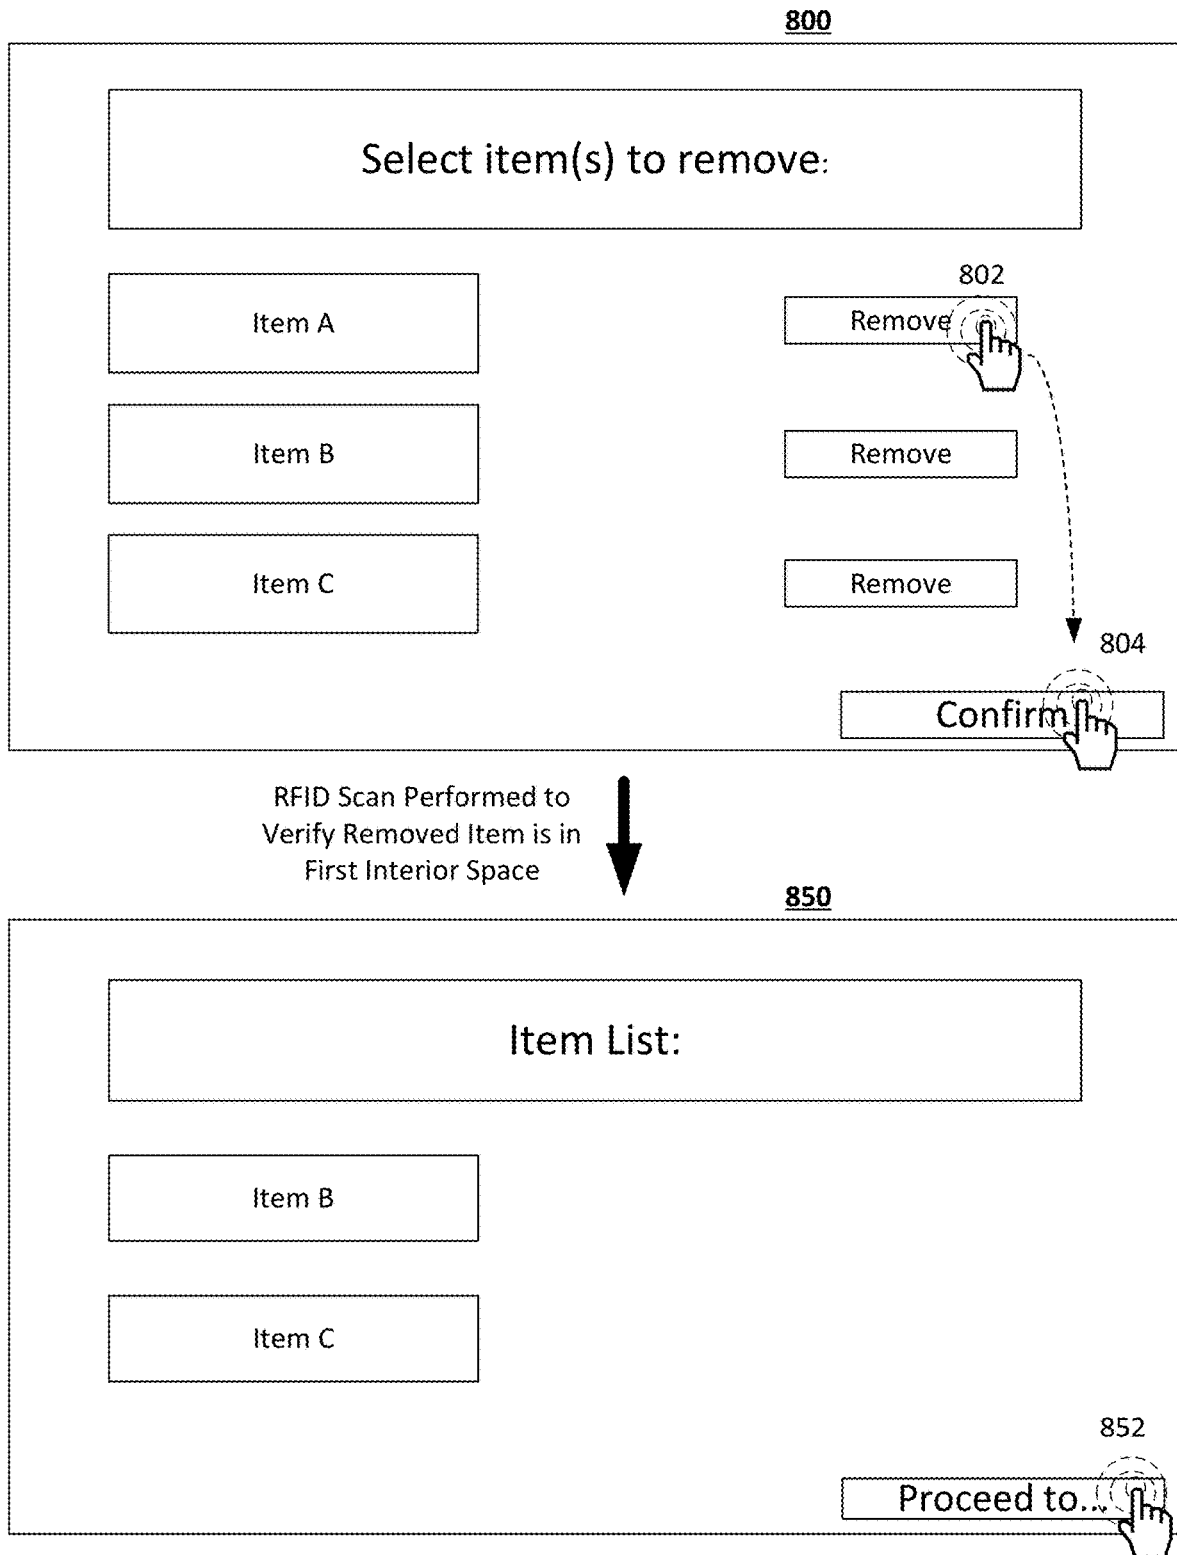 800
Select item(s) to remove:
802
Item A
Remove
Item B
Remove
Item C
Remove
804
Confirm
RFID Scan Performed to
Verify Removed Item is in
First Interior Space
850
Item List:
Item B
Item C
852
Proceed to...